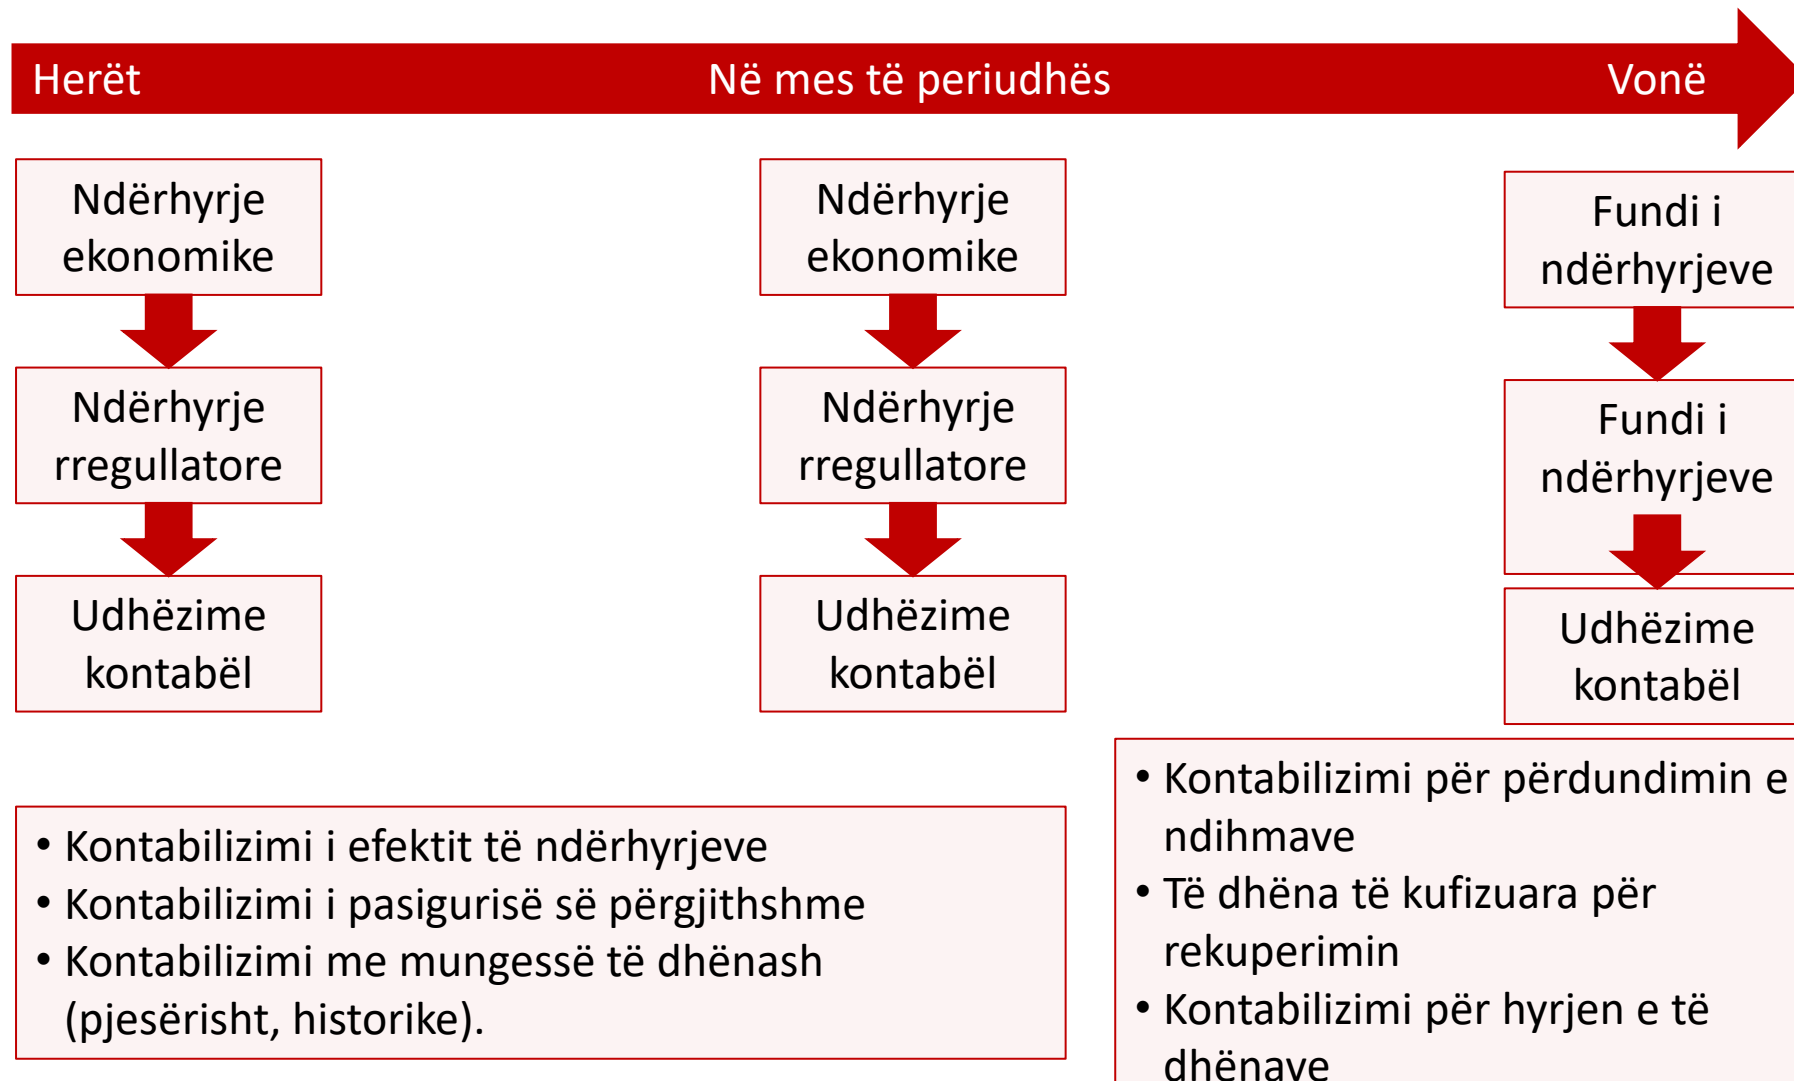 Herët
Në mes të periudhës
Vonë
Ndërhyrje
ekonomike
Ndërhyrje
rregullatore
Udhëzime
kontabël
Ndërhyrje
ekonomike
Ndërhyrje
rregullatore
Udhëzime
kontabël
Fundi i
ndërhyrjeve
Fundi i
ndërhyrjeve
Udhëzime
kontabël
• Kontabilizimi i efektit të ndërhyrjeve
• Kontabilizimi i pasigurisë së përgjithshme
• Kontabilizimi me mungessë të dhënash
(pjesërisht, historike).
• Kontabilizimi për përdundimin e
ndihmave
• Të dhëna të kufizuara për
rekuperimin
• Kontabilizimi për hyrjen e të
dhënave